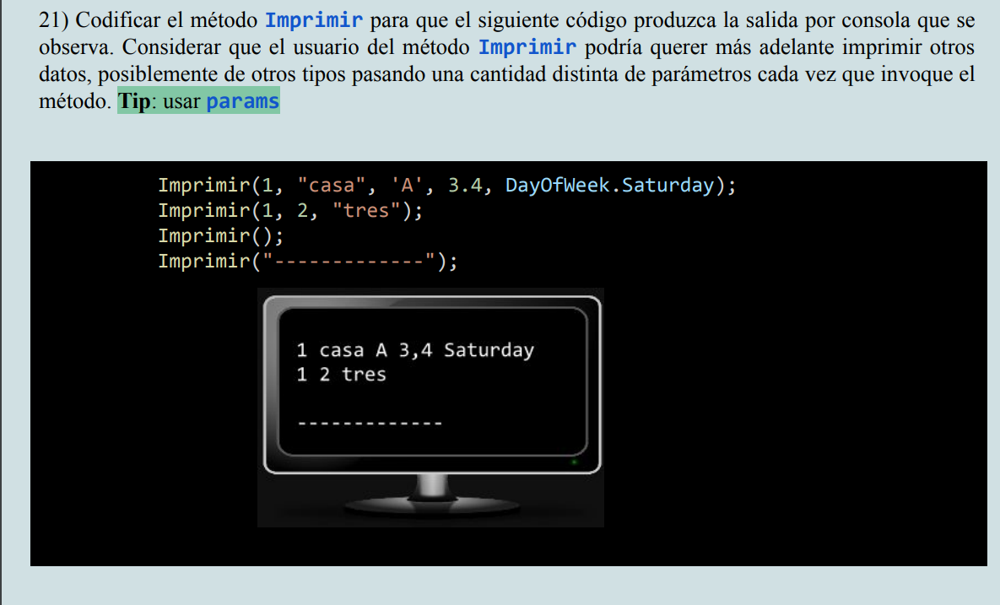 21) Codificar el método Imprimir para que el siguiente código produzca la salida por consola que se
observa. Considerar que el usuario del método Imprimir podría querer más adelante imprimir otros
datos, posiblemente de otros tipos pasando una cantidad distinta de parámetros cada vez que invoque el
método. Tip: usar params
Imprimir(1, "casa", 'A', 3.4, DayOfWeek.Saturday);
Imprimir(1, 2, "tres");
Imprimir();
Imprimir("-------------");
1 casa A 3,4 Saturday
1 2 tres
-------------